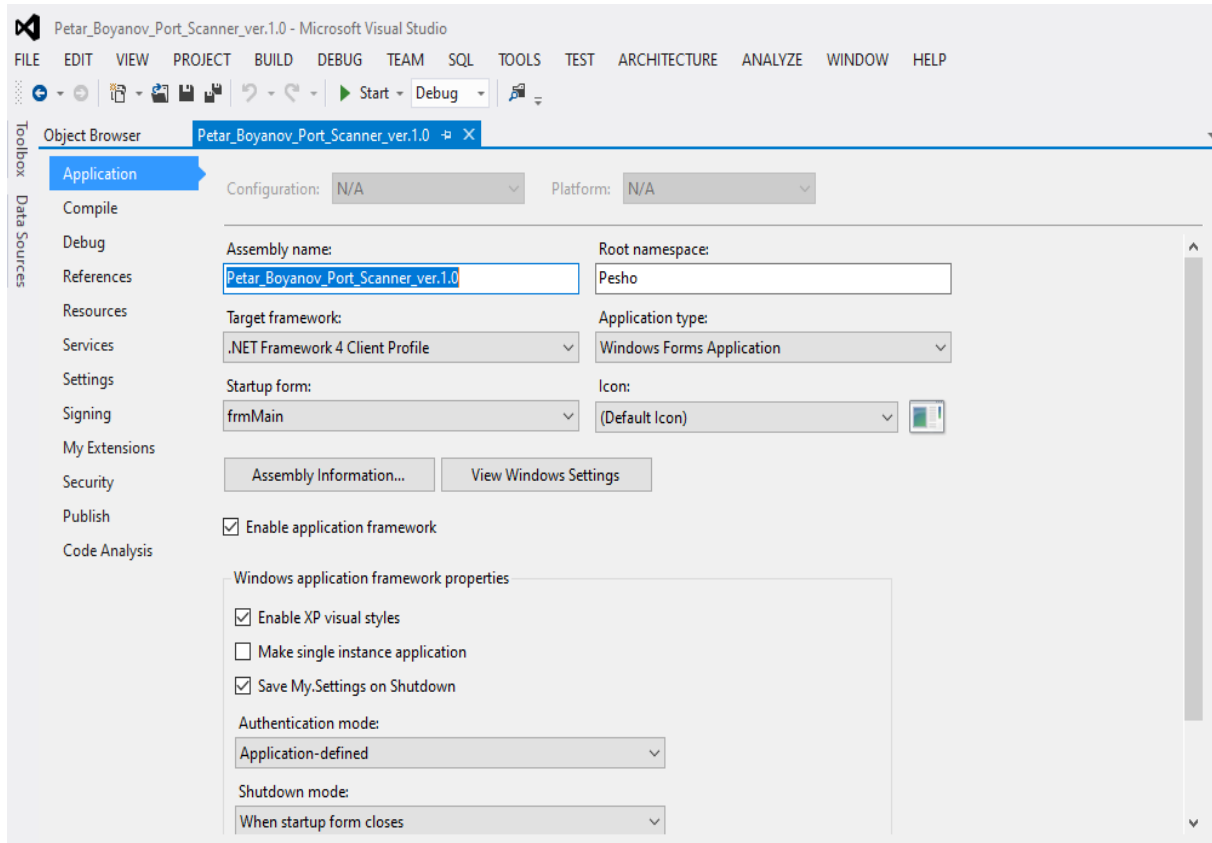 Petar_Boyanov_Port_Scanner_ver.1.0 - Microsoft Visual Studio
FILE EDIT VIEW PROJECT BUILD DEBUG TEAM SQL TOOLS TEST ARCHITECTURE ANALYZE WINDOW HELP
Start Debug
Toolbox
Data Sources
Object Browser Petar_Boyanov_Port_Scanner_ver.1.0
Application
Compile
Debug
References
Resources
Services
Settings
Signing
My Extensions
Security
Publish
Code Analysis
Configuration: N/A Platform: N/A
Assembly name: Root namespace:
Petar_Boyanov_Port_Scanner_ver.1.0 Pesho
Target framework: Application type:
.NET Framework 4 Client Profile Windows Forms Application
Startup form: Icon:
frmMain (Default Icon)
Assembly Information... View Windows Settings
Enable application framework
Windows application framework properties
Enable XP visual styles
Make single instance application
Save My.Settings on Shutdown
Authentication mode:
Application-defined
Shutdown mode:
When startup form closes